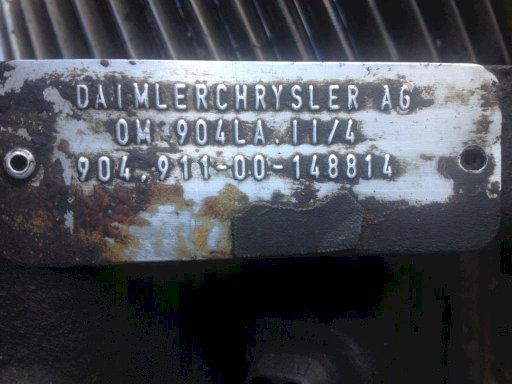 DAIMLERCHRYSLER AG
OM 904LA.II/4
904.911-00-148814